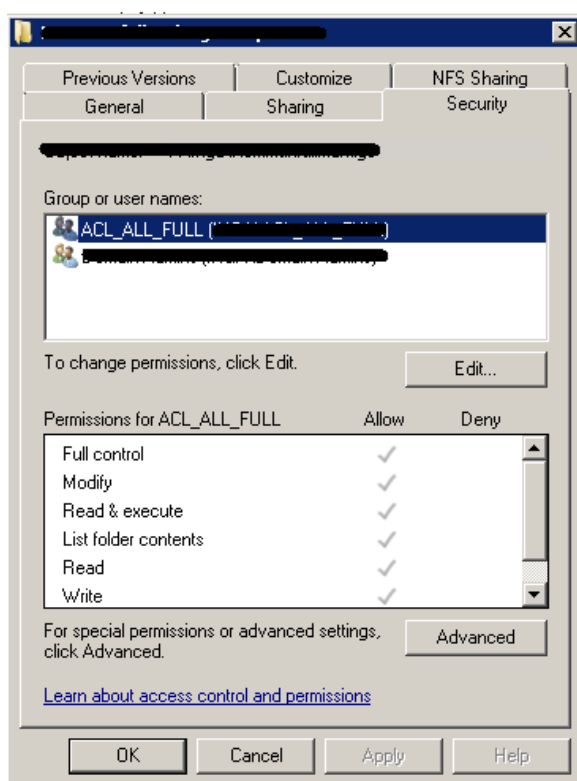 Previous Versions Customize NFS Sharing
General Sharing Security
Group or user names:
ACL_ALL_FULL (
To change permissions, click Edit. Edit...
Permissions for ACL_ALL_FULL Allow Deny
Full control
Modify
Read & execute
List folder contents
Read
Write
For special permissions or advanced settings, Advanced
click Advanced.
Learn about access control and permissions
OK Cancel Apply Help